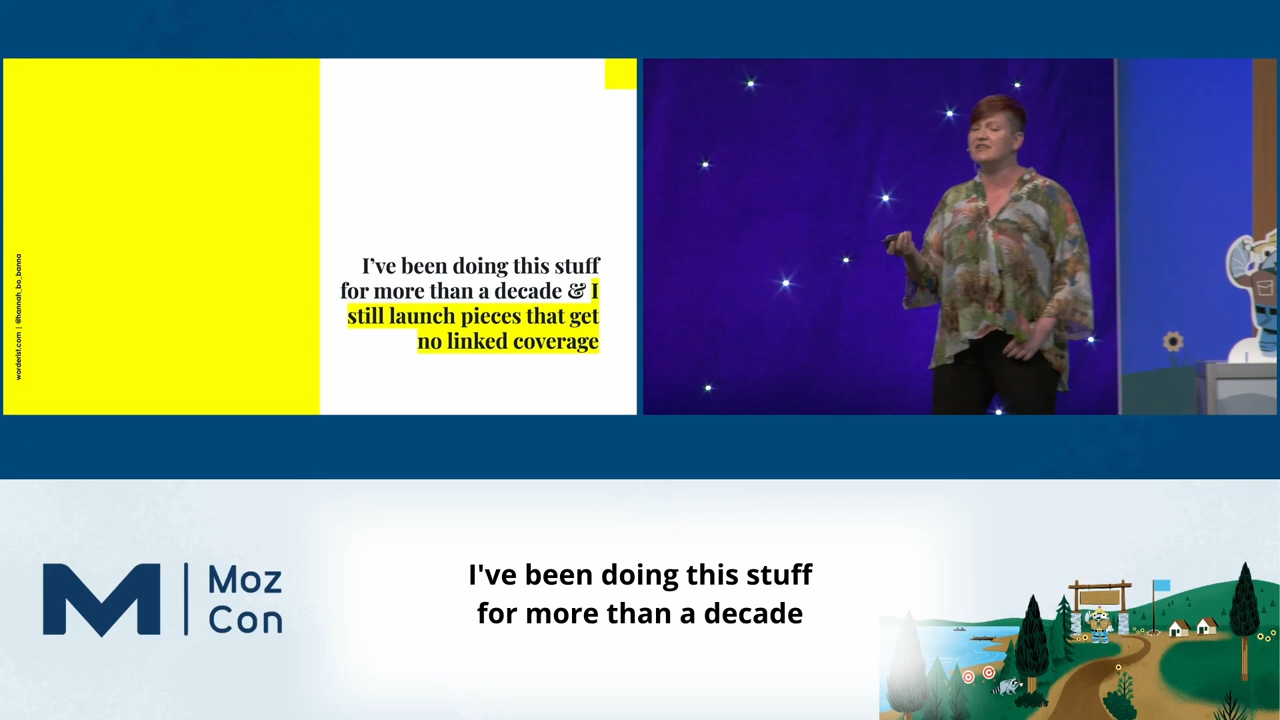 worderist.com | @hannah_bo_banna
I’ve been doing this stuff
for more than a decade & I
still launch pieces that get
no linked coverage
Moz
Con
I've been doing this stuff
for more than a decade